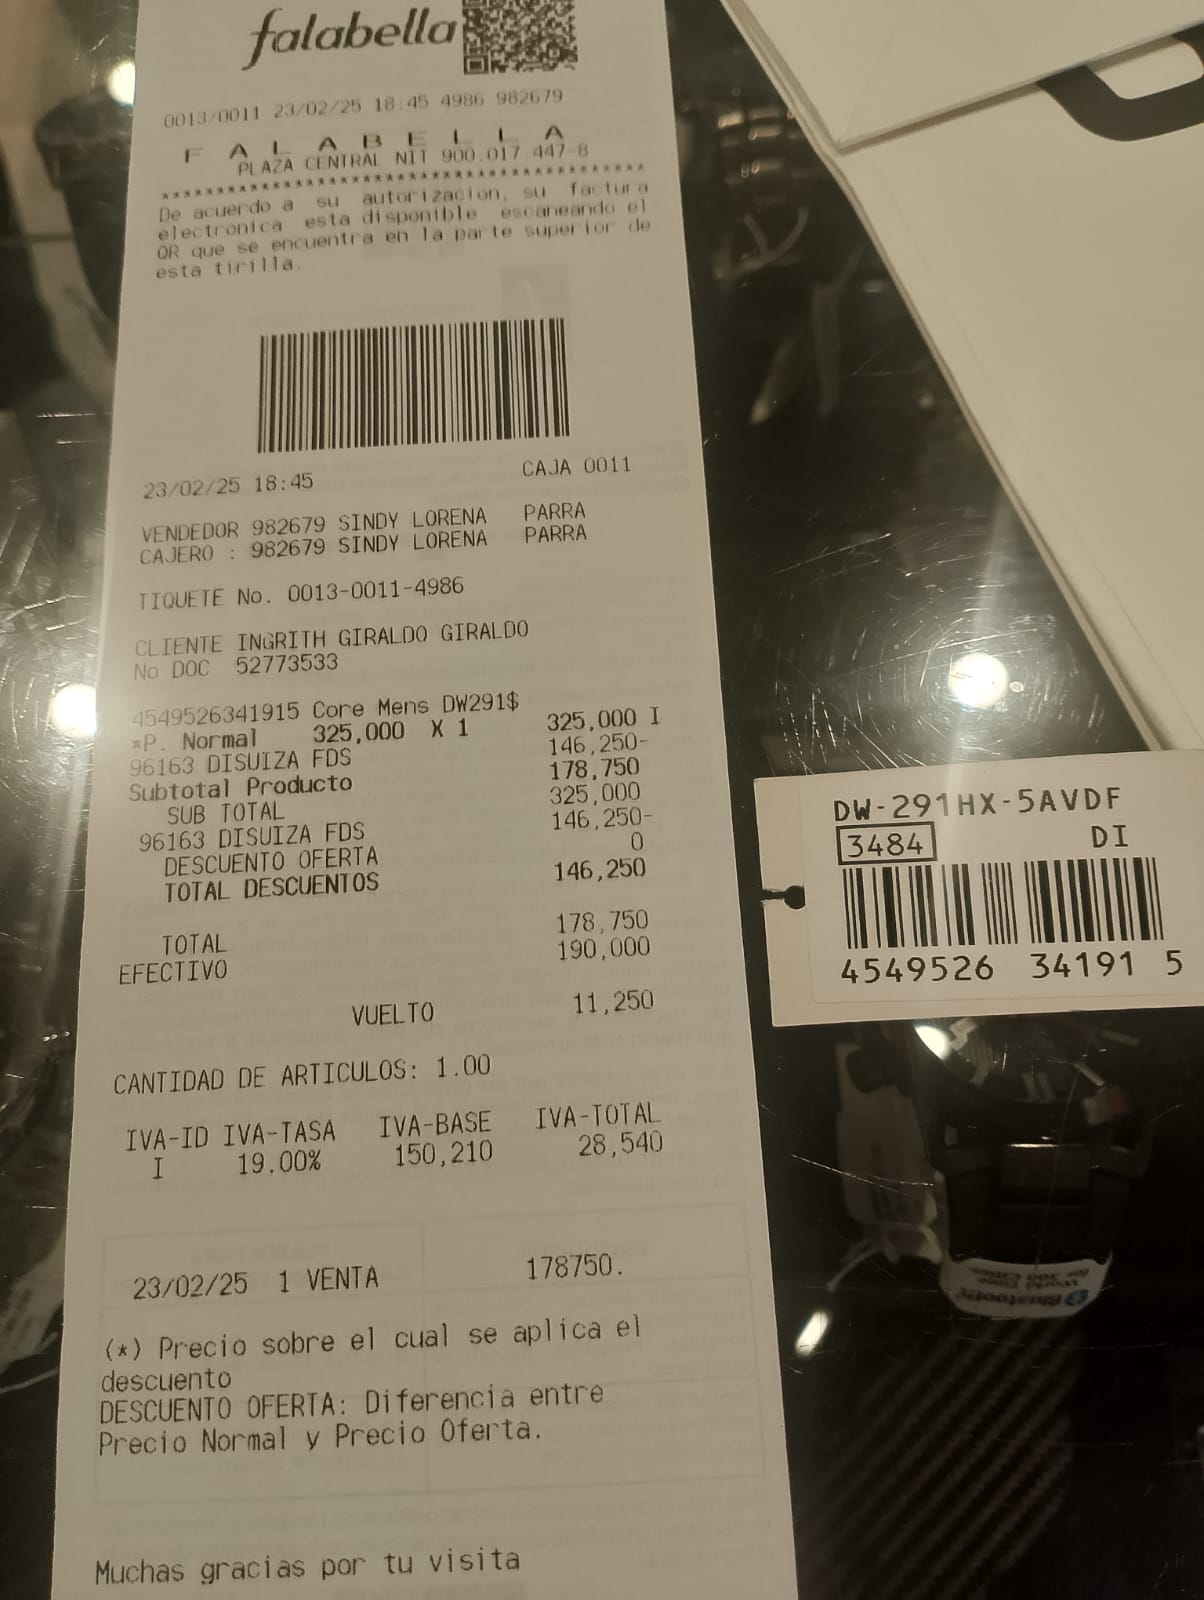 falabella
0013/0011 23/02/25 18:45 4986 982679
F A L A B E L L A
PLAZA CENTRAL NIT 900.017.447-8
****************************************
De acuerdo a su autorizacion, su factura
electronica esta disponible escaneando el
QR que se encuentra en la parte superior de
esta tirilla.
23/02/25 18:45 CAJA 0011
VENDEDOR 982679 SINDY LORENA PARRA
CAJERO : 982679 SINDY LORENA PARRA
TIQUETE No. 0013-0011-4986
CLIENTE INGRITH GIRALDO GIRALDO
No DOC 52773533
4549526341915 Core Mens DW291$
*P. Normal 325,000 X 1 325,000 I
96163 DISUIZA FDS 146,250-
Subtotal Producto 178,750
SUB TOTAL 325,000
96163 DISUIZA FDS 146,250-
DESCUENTO OFERTA 0
TOTAL DESCUENTOS 146,250
TOTAL 178,750
EFECTIVO 190,000
VUELTO 11,250
CANTIDAD DE ARTICULOS: 1.00
IVA-ID IVA-TASA IVA-BASE IVA-TOTAL
I 19.00% 150,210 28,540
23/02/25 1 VENTA 178750.
(*) Precio sobre el cual se aplica el
descuento
DESCUENTO OFERTA: Diferencia entre
Precio Normal y Precio Oferta.
Muchas gracias por tu visita
DW-291HX-5AVDF
3484 DI
4549526 34191 5
Bluetooth
World Time
for 300 Cities